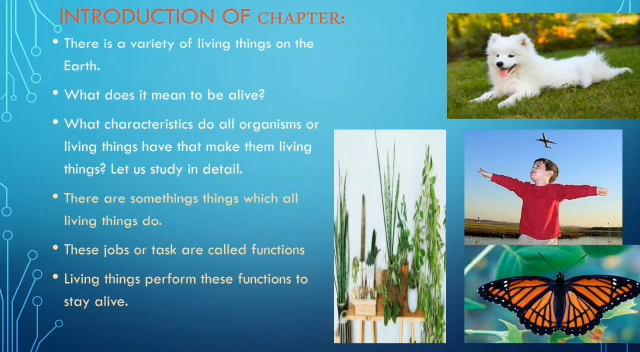 INTRODUCTION OF CHAPTER:
• There is a variety of living things on the
Earth.
• What does it mean to be alive?
• What characteristics do all organisms or
living things have that make them living
things? Let us study in detail.
• There are somethings things which all
living things do.
• These jobs or task are called functions
• Living things perform these functions to
stay alive.